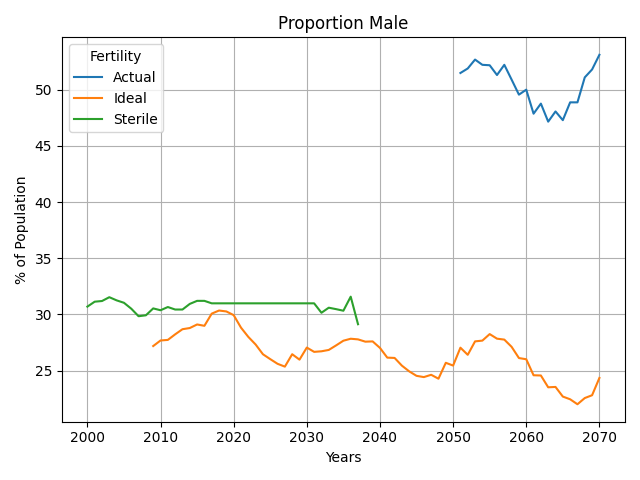 Proportion Male
Fertility
Actual
Ideal
Sterile
% of Population
50
45
40
35
30
25
2000 2010 2020 2030 2040 2050 2060 2070
Years